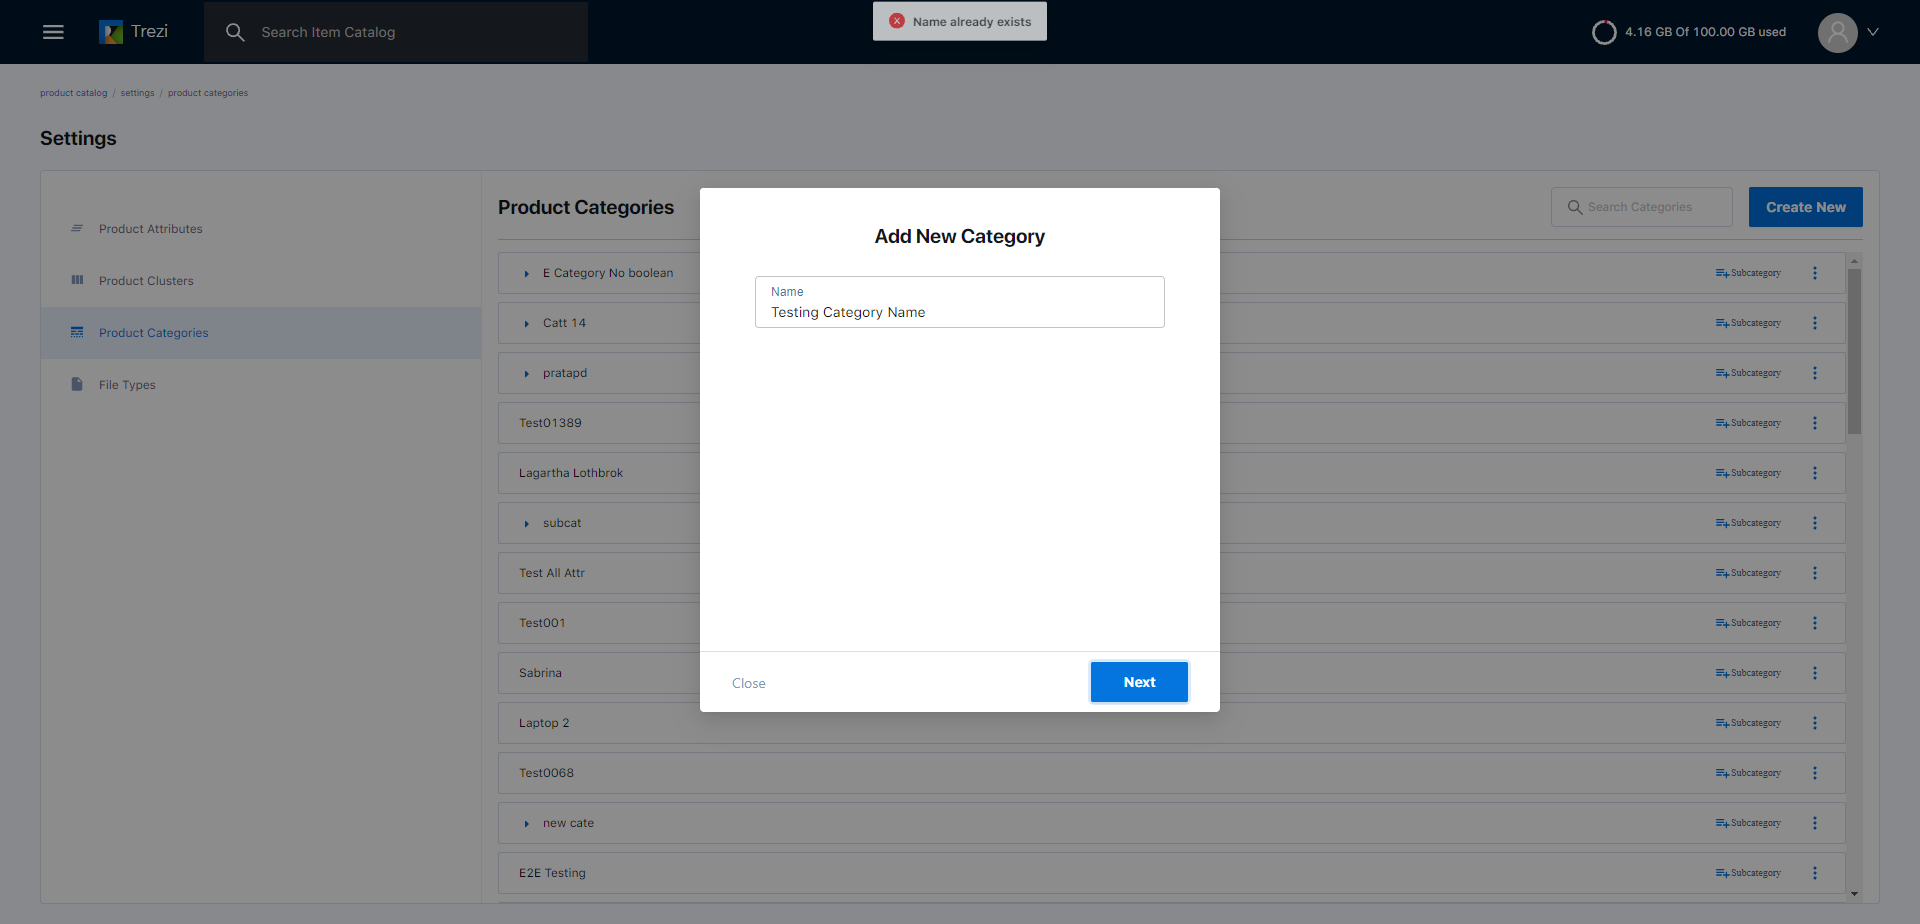 Trezi
Search Item Catalog
Name already exists
4.16 GB Of 100.00 GB used
product catalog / settings / product categories
Settings
Product Attributes
Product Clusters
Product Categories
File Types
Product Categories
Search Categories
Create New
E Category No boolean
Subcategory
Catt 14
Subcategory
pratapd
Subcategory
Test01389
Subcategory
Lagartha Lothbrok
Subcategory
subcat
Subcategory
Test All Attr
Subcategory
Test001
Subcategory
Sabrina
Subcategory
Laptop 2
Subcategory
Test0068
Subcategory
new cate
Subcategory
E2E Testing
Subcategory
Add New Category
Name
Testing Category Name
Close
Next